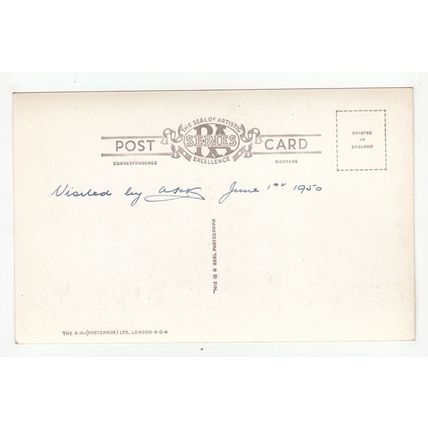 THE SEAL OF ARTISTIC
RA
SERIES
EXCELLENCE
POST CARD
CORRESPONDENCE ADDRESS
PRINTED
IN
ENGLAND
Visited by June 1950
THIS IS A REAL PHOTOGRAPH
THE R.A. (POSTCARDS) LTD., LONDON·E·C·4.